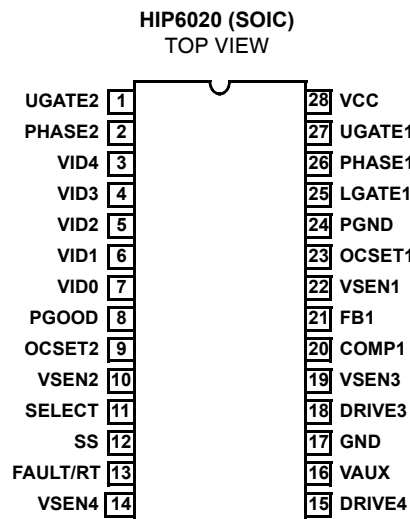 HIP6020 (SOIC)
TOP VIEW
UGATE2 1 28 VCC
PHASE2 2 27 UGATE1
VID4 3 26 PHASE1
VID3 4 25 LGATE1
VID2 5 24 PGND
VID1 6 23 OCSET1
VID0 7 22 VSEN1
PGOOD 8 21 FB1
OCSET2 9 20 COMP1
VSEN2 10 19 VSEN3
SELECT 11 18 DRIVE3
SS 12 17 GND
FAULT/RT 13 16 VAUX
VSEN4 14 15 DRIVE4